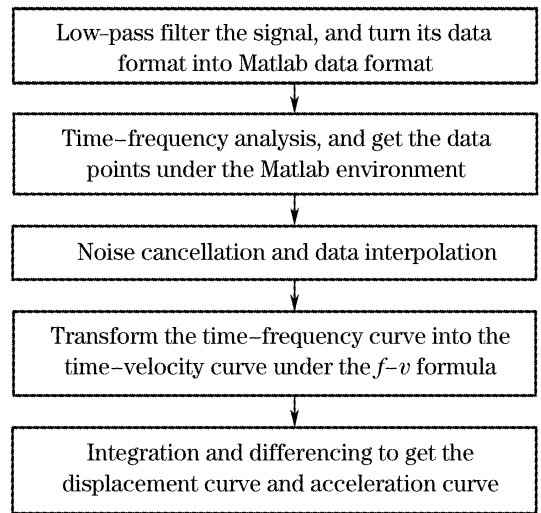 Low-pass filter the signal, and turn its data
format into Matlab data format
Time-frequency analysis, and get the data
points under the Matlab environment
Noise cancellation and data interpolation
Transform the time-frequency curve into the
time-velocity curve under the f-v formula
Integration and differencing to get the
displacement curve and acceleration curve